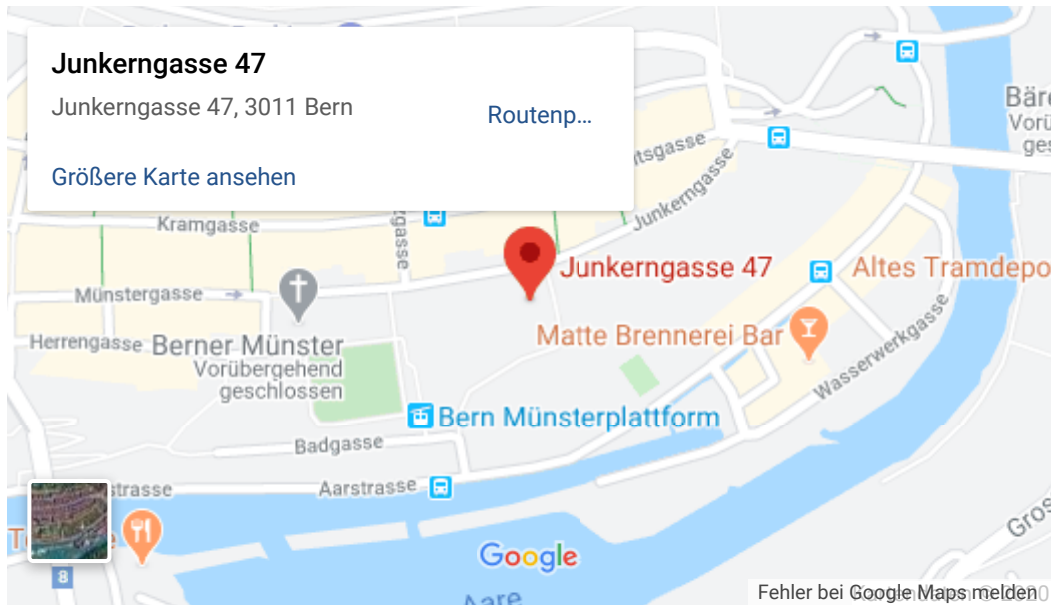 Junkerngasse 47
Junkerngasse 47, 3011 Bern
Routenp...
Größere Karte ansehen
Kramgasse
Junkerngasse
Junkerngasse 47
Altes Tramdepo
Münstergasse
Matte Brennerei Bar
Herrengasse
Berner Münster
Vorübergehend
geschlossen
Wasserwerkgasse
Bern Münsterplattform
Badgasse
Aarstrasse
8
Google
Aare
Fehler bei Google Maps melden